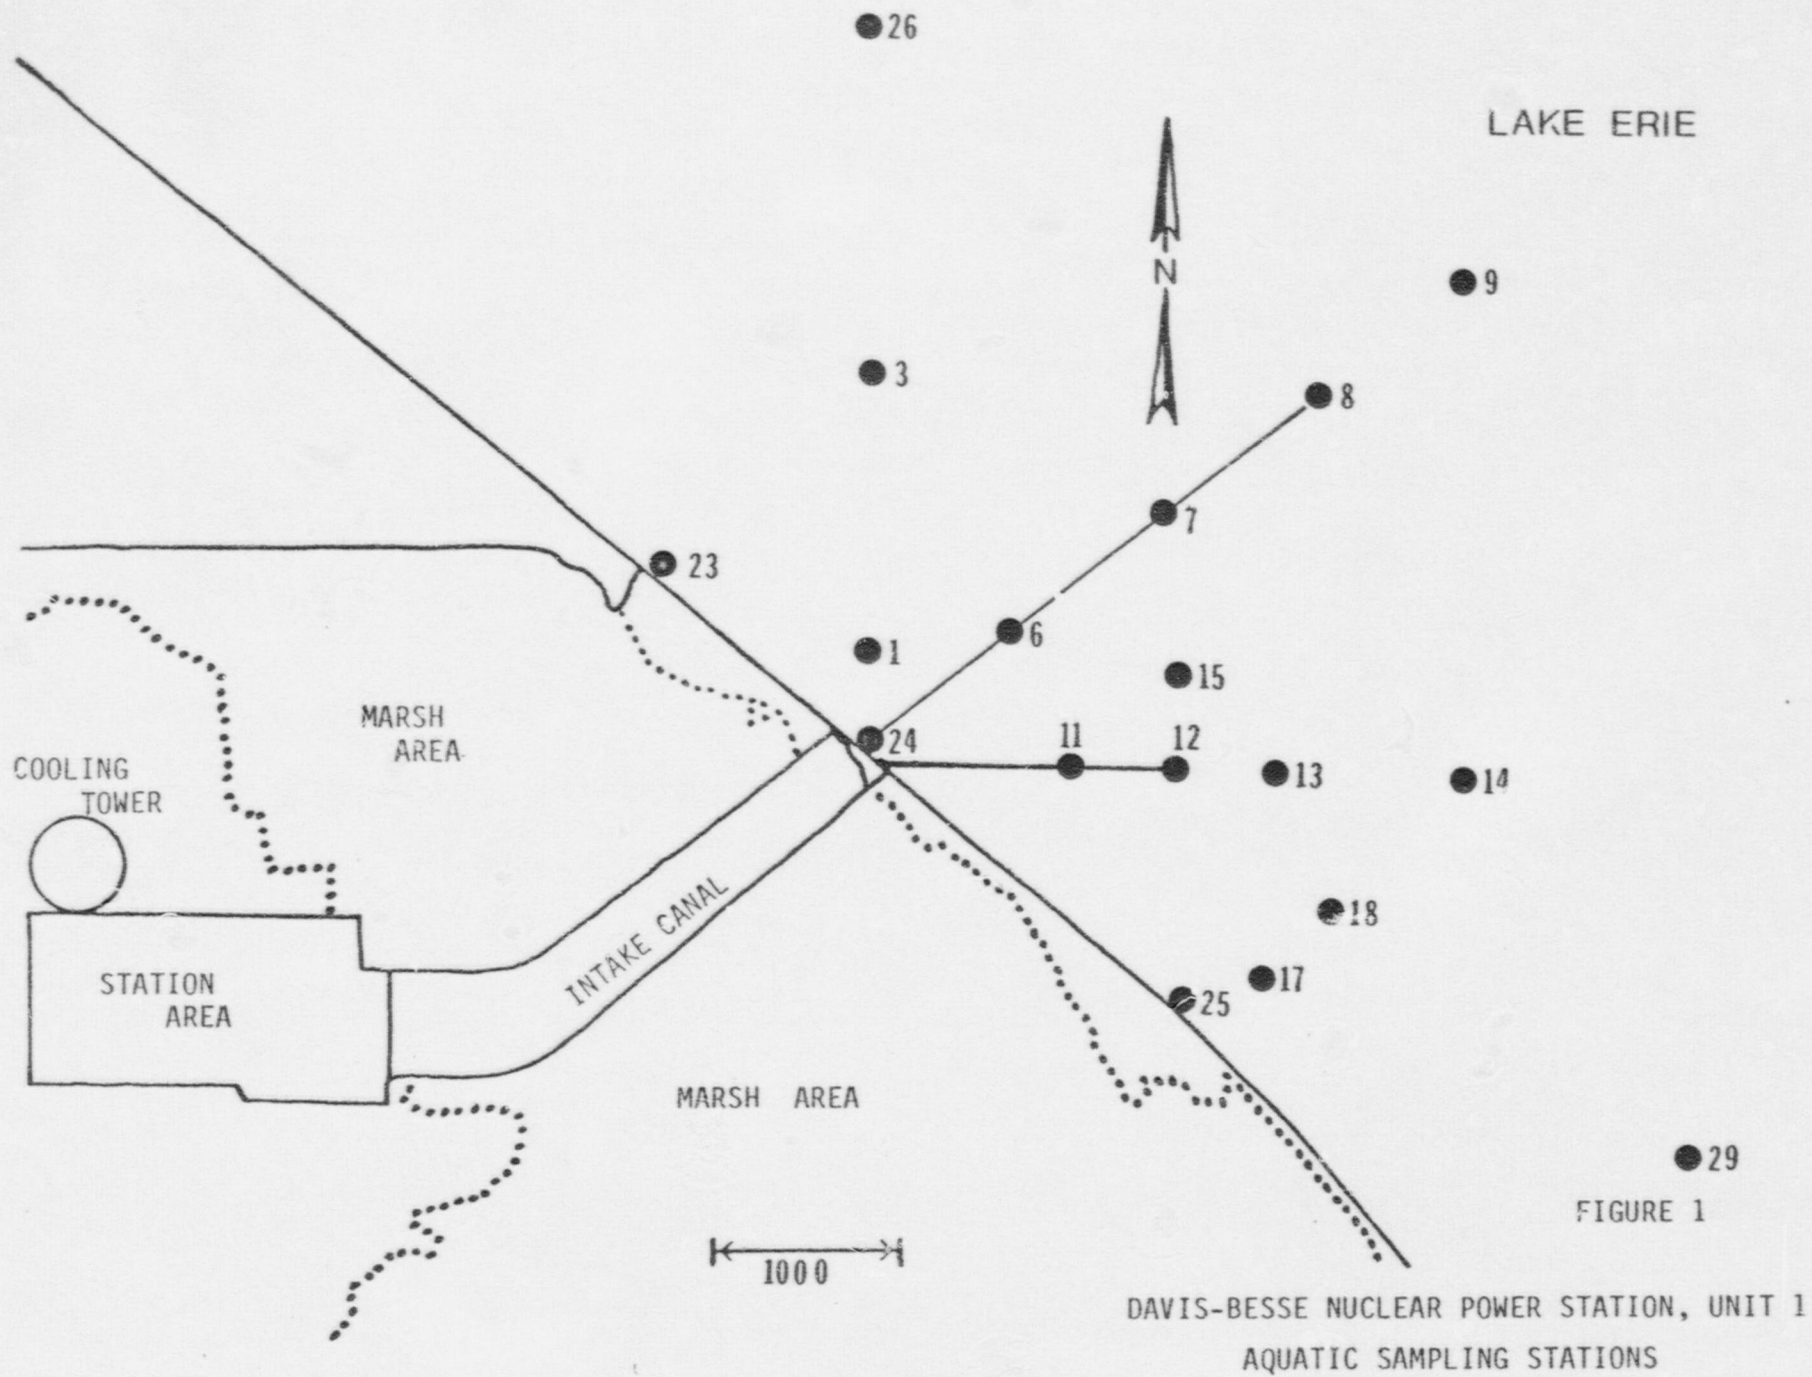 26
LAKE ERIE
N
9
3
8
7
23
6
1
15
MARSH
AREA
24
11
12
COOLING
TOWER
13
14
INTAKE CANAL
18
STATION
AREA
17
25
MARSH AREA
29
FIGURE 1
1000
DAVIS-BESSE NUCLEAR POWER STATION, UNIT 1
AQUATIC SAMPLING STATIONS